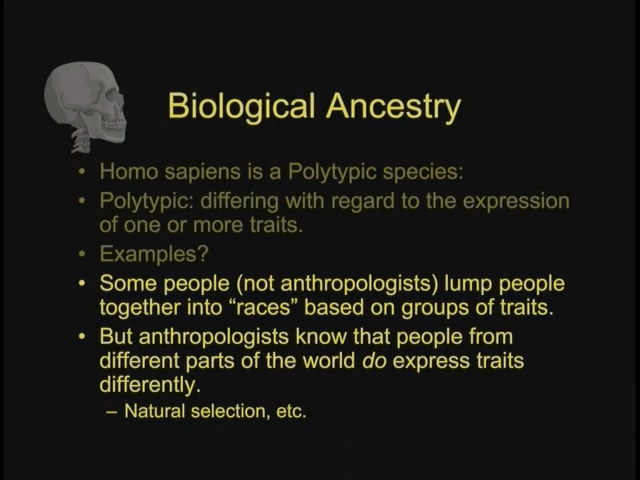 Biological Ancestry
• Homo sapiens is a Polytypic species:
• Polytypic: differing with regard to the expression
of one or more traits.
• Examples?
• Some people (not anthropologists) lump people
together into “races” based on groups of traits.
• But anthropologists know that people from
different parts of the world do express traits
differently.
– Natural selection, etc.